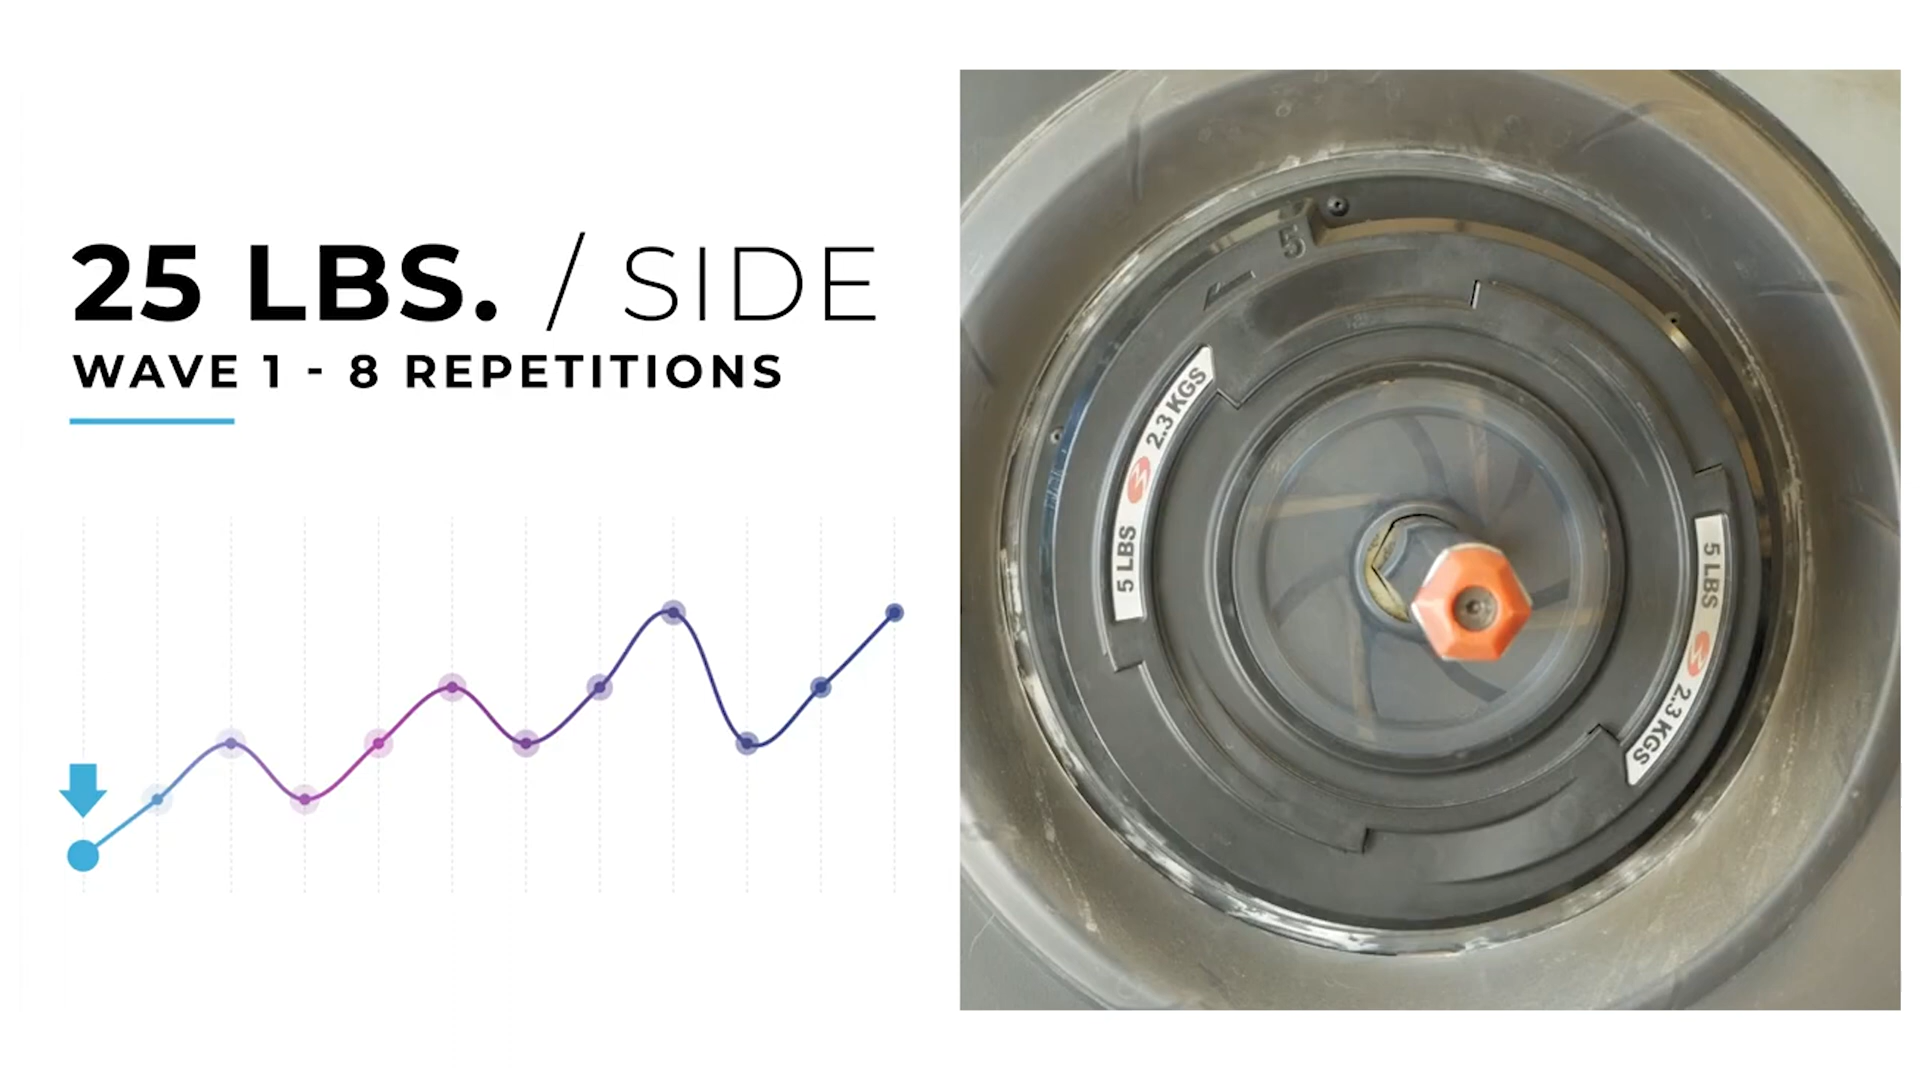 25 LBS. / SIDE
WAVE 1 - 8 REPETITIONS
5
5 LBS 2.3 KGS
5 LBS 2.3 KGS